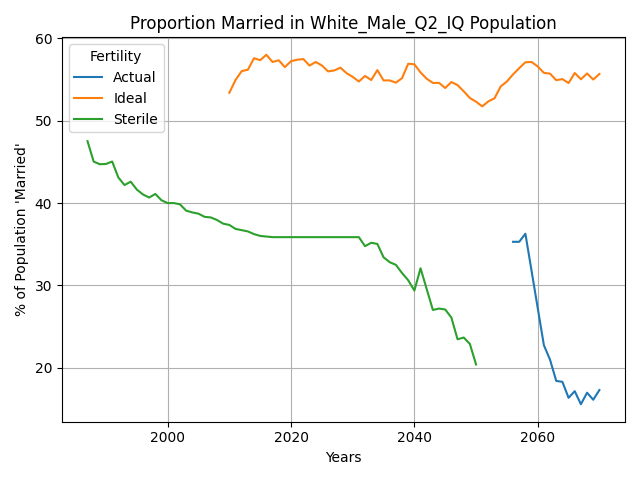 Proportion Married in White_Male_Q2_IQ Population
60
50
40
30
20
% of Population 'Married'
Fertility
Actual
Ideal
Sterile
2000
2020
2040
2060
Years